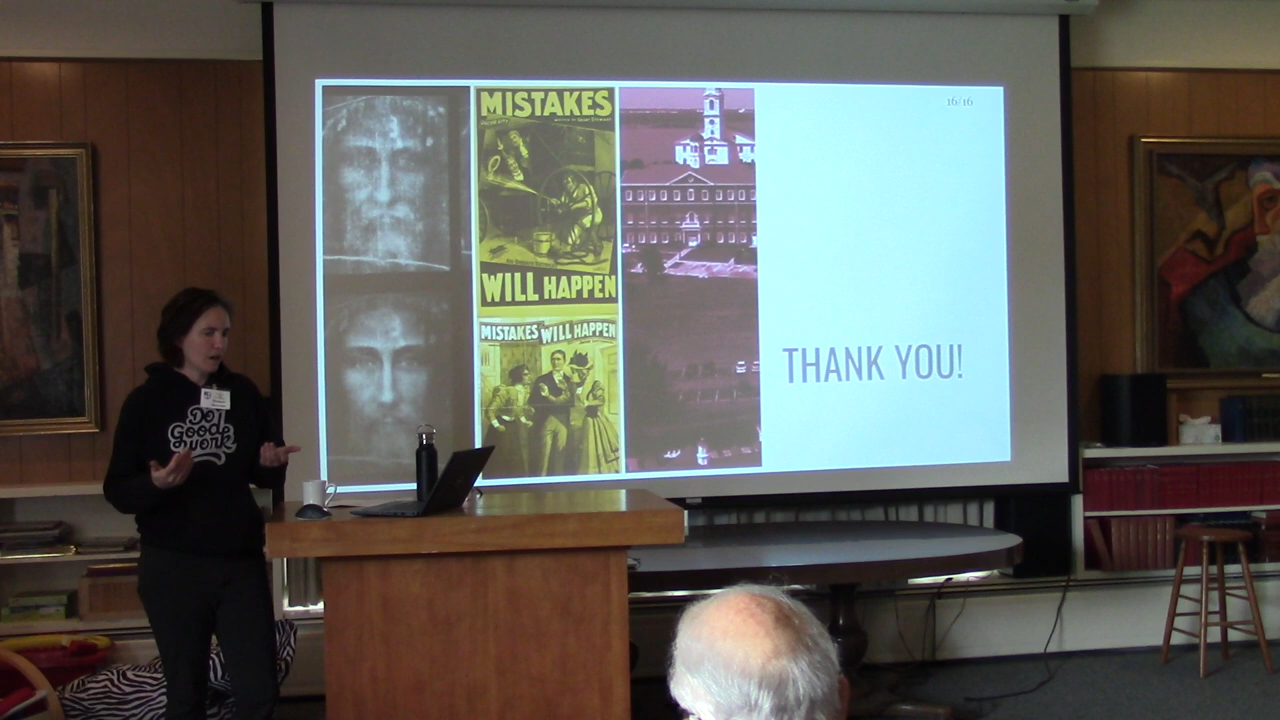 16/16
MISTAKES
WILL HAPPEN
MISTAKES WILL HAPPEN
THANK YOU!
Do
Good
work